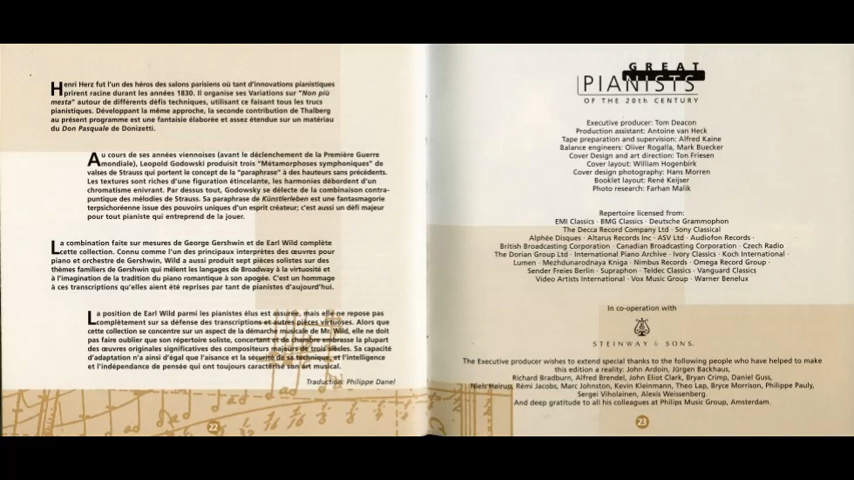 Henri Herz fut l'un des héros des salons parisiens où tant d'innovations pianistiques
prirent racine durant les années 1830. Il organise ses Variations sur "Non più
mesta" autour de différents défis techniques, utilisant ce faisant tous les trucs
pianistiques. Développant la même approche, la seconde contribution de Thalberg
au présent programme est une fantaisie élaborée et assez étendue sur un matériau
du Don Pasquale de Donizetti.
Au cours de ses années viennoises (avant le déclenchement de la Première Guerre
mondiale), Leopold Godowski produisit trois "Métamorphoses symphoniques" de
valses de Strauss qui portent le concept de la "paraphrase" à des hauteurs sans précédents.
Les textures sont riches d'une figuration étincelante, les harmonies débordent d'un
chromatisme enivrant. Par dessus tout, Godowsky se délecte de la combinaison contra-
puntique des mélodies de Strauss. Sa paraphrase de Künstlerleben est une fantasmagorie
terpsichoréenne issue des pouvoirs uniques d'un esprit créateur; c'est aussi un défi majeur
pour tout pianiste qui entreprend de la jouer.
La combination faite sur mesures de George Gershwin et de Earl Wild complète
cette collection. Connu comme l'un des principaux interprètes des œuvres pour
piano et orchestre de Gershwin, Wild a aussi produit sept pièces solistes sur des
thèmes familiers de Gershwin qui mêlent les langages de Broadway à la virtuosité et
à l'imagination de la tradition du piano romantique. C'est un hommage
à ces transcriptions qu'elles aient été reprises par tant de pianistes d'aujourd'hui.
La position de Earl Wild parmi les pianistes élus est assurée, mais elle ne repose pas
complètement sur sa défense des transcriptions et autres pièces virtuoses. Alors que
cette collection se concentre sur un aspect de la démarche musicale de Mr. Wild, elle ne doit
pas faire oublier que son répertoire soliste, concertant et de chambre embrasse la plupart
des œuvres originales significatives des compositeurs majeurs de trois siècles. Sa capacité
d'adaptation n'a ainsi d'égal que l'aisance et la sécurité de sa technique, et l'intelligence
et l'indépendance de pensée qui ont toujours caractérisé son art musical.
Traduction: Philippe Danel
22
GREAT
PIANISTS
OF THE 20th CENTURY
Executive producer: Tom Deacon
Production assistant: Antoine van Heck
Tape preparation and supervision: Alfred Kaine
Balance engineers: Oliver Rogalla, Mark Buecker
Cover Design and art direction: Ton Friesen
Cover layout: William Hogenbirk
Cover design photography: Hans Morren
Booklet layout: René Keijser
Photo research: Farhan Malik
Repertoire licensed from:
EMI Classics · BMG Classics · Deutsche Grammophon
The Decca Record Company Ltd · Sony Classical
Alphée Disques · Altarus Records Inc · ASV Ltd · Audiofon Records ·
British Broadcasting Corporation · Canadian Broadcasting Corporation · Czech Radio
The Dorian Group Ltd · International Piano Archive · Ivory Classics · Koch International ·
Lumen · Mezhdunarodnaya Kniga · Nimbus Records · Omega Record Group ·
Sender Freies Berlin · Supraphon · Teldec Classics · Vanguard Classics
Video Artists International · Vox Music Group · Warner Benelux
In co-operation with
STEINWAY & SONS.
The Executive producer wishes to extend special thanks to the following people who have helped to make
this edition a reality: John Ardoin, Jürgen Backhaus,
Richard Bradburn, Alfred Brendel, John Eliot Clark, Bryan Crimp, Daniel Guss,
Niels Høirup, Rémi Jacobs, Marc Johnston, Kevin Kleinmann, Theo Lap, Bryce Morrison, Philippe Pauly,
Sergei Viholainen, Alexis Weissenberg.
And deep gratitude to all his colleagues at Philips Music Group, Amsterdam.
23